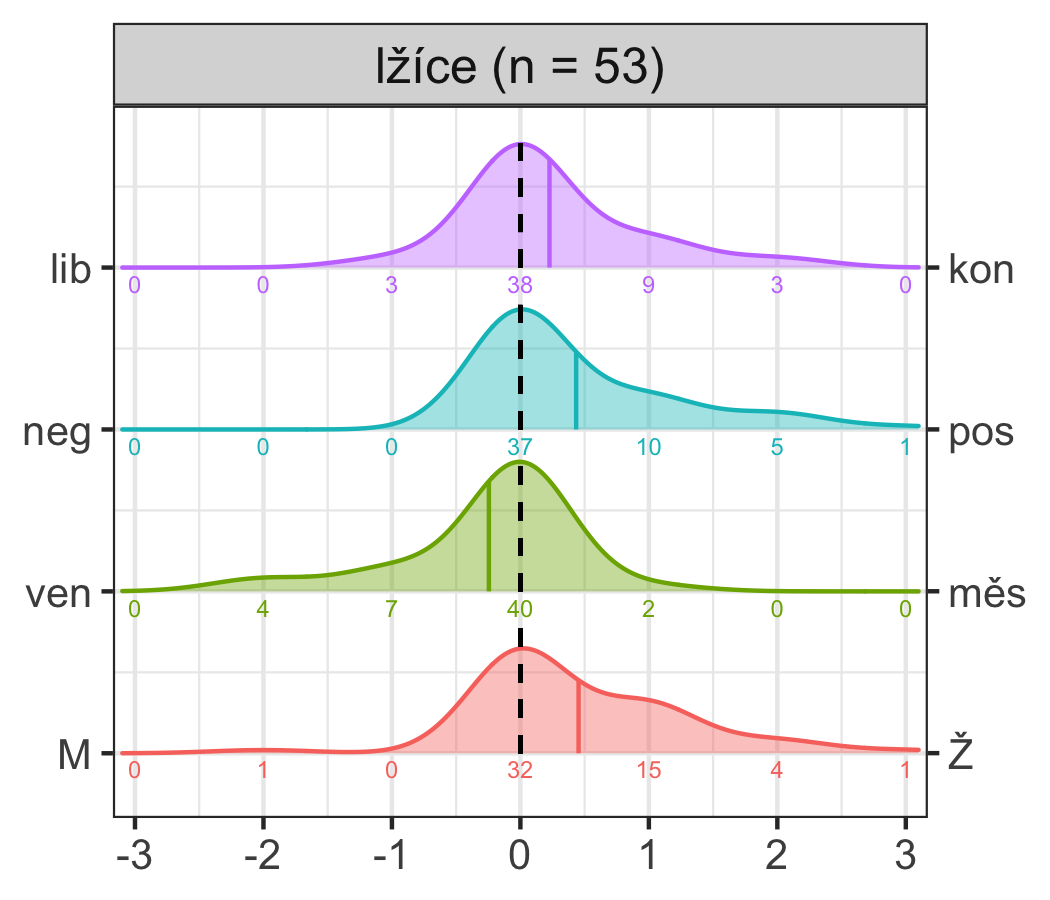 lžíce (n = 53)
lib kon
0 0 3 38 9 3 0
neg pos
0 0 0 37 10 5 1
ven měs
0 4 7 40 2 0 0
M Ž
0 1 0 32 15 4 1
-3 -2 -1 0 1 2 3